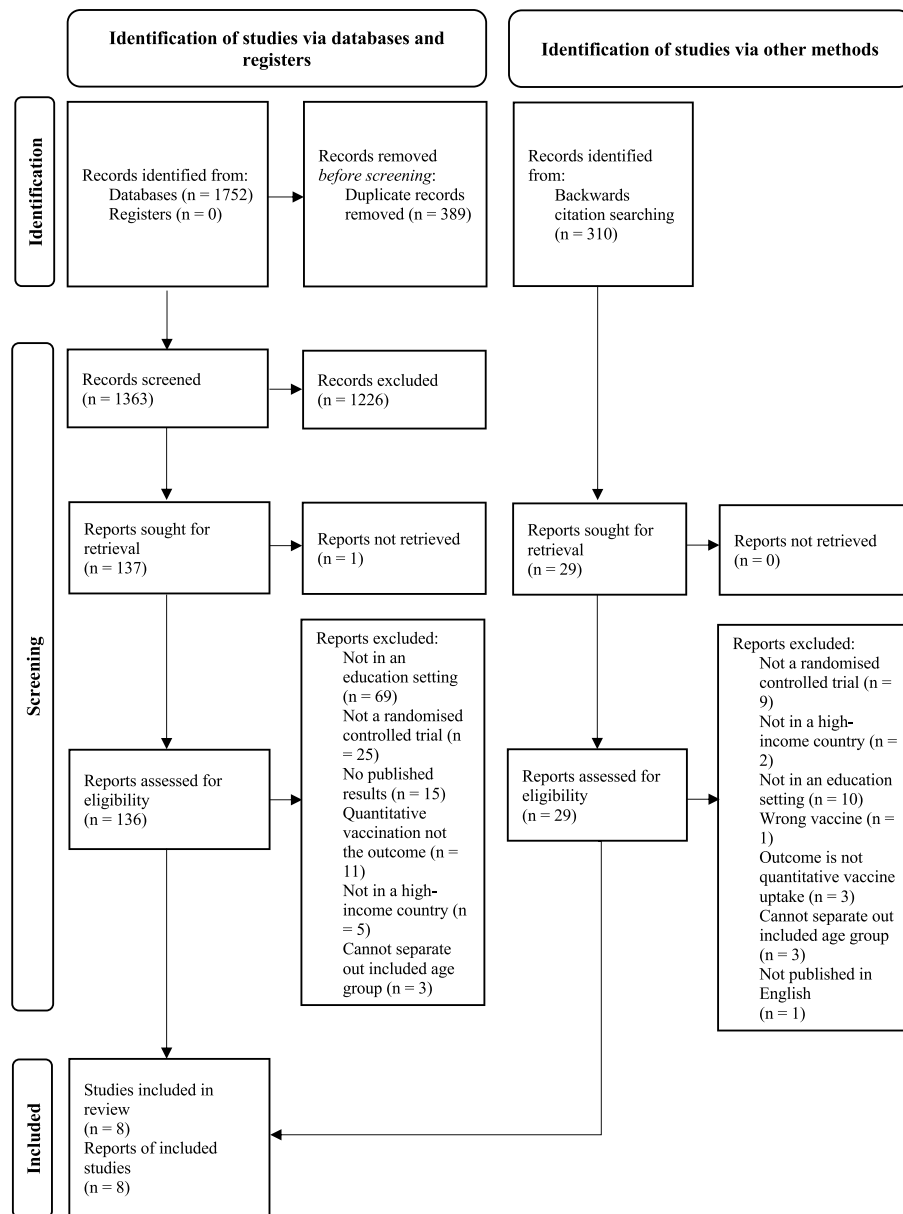 Identification of studies via databases and
registers
Identification of studies via other methods
Identification
Records identified from:
Databases (n = 1752)
Registers (n = 0)
Records removed
before screening:
Duplicate records
removed (n = 389)
Records identified
from:
Backwards
citation searching
(n = 310)
Screening
Records screened
(n = 1363)
Records excluded
(n = 1226)
Reports sought for
retrieval
(n = 137)
Reports not retrieved
(n = 1)
Reports sought for
retrieval
(n = 29)
Reports not retrieved
(n = 0)
Reports assessed for
eligibility
(n = 136)
Reports excluded:
Not in an
education setting
(n = 69)
Not a randomised
controlled trial (n
= 25)
No published
results (n = 15)
Quantitative
vaccination not
the outcome (n =
11)
Not in a high-
income country (n
= 5)
Cannot separate
out included age
group (n = 3)
Reports assessed for
eligibility
(n = 29)
Reports excluded:
Not a randomised
controlled trial (n =
9)
Not in a high-
income country (n =
2)
Not in an education
setting (n = 10)
Wrong vaccine (n =
1)
Outcome is not
quantitative vaccine
uptake (n = 3)
Cannot separate out
included age group
(n = 3)
Not published in
English
(n = 1)
Included
Studies included in
review
(n = 8)
Reports of included
studies
(n = 8)